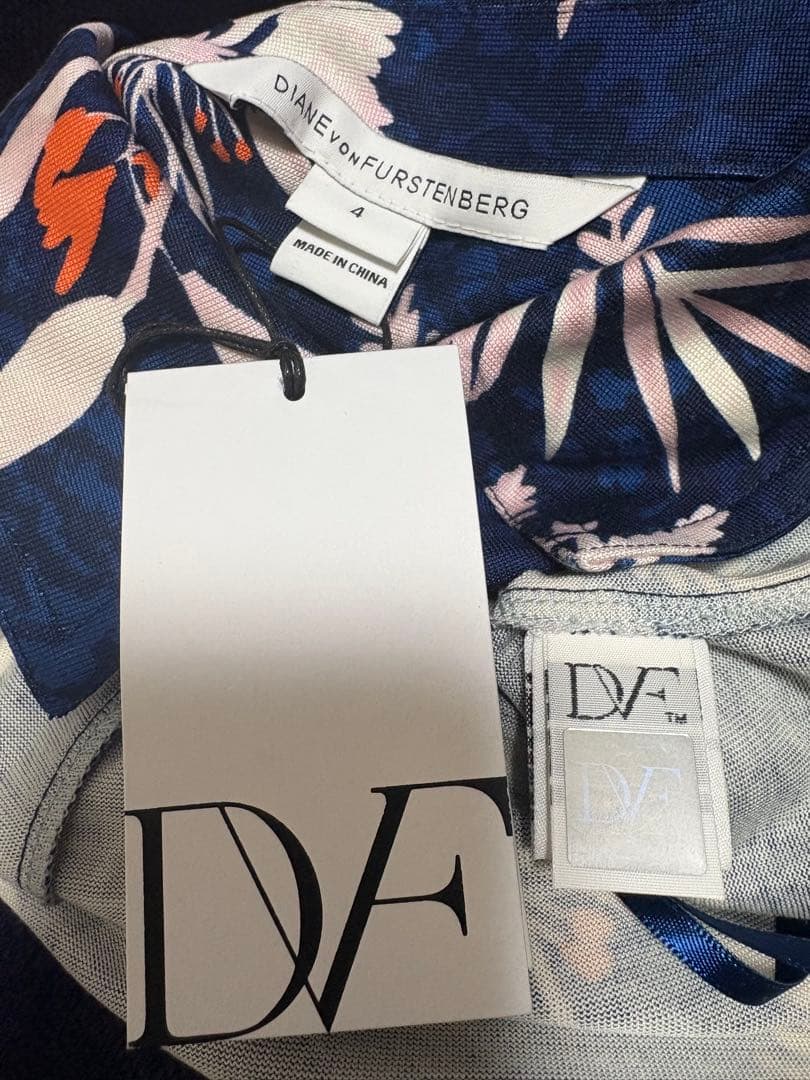 DIANE VON FURSTENBERG
4
MADE IN CHINA
DVF
DVF™
DVF